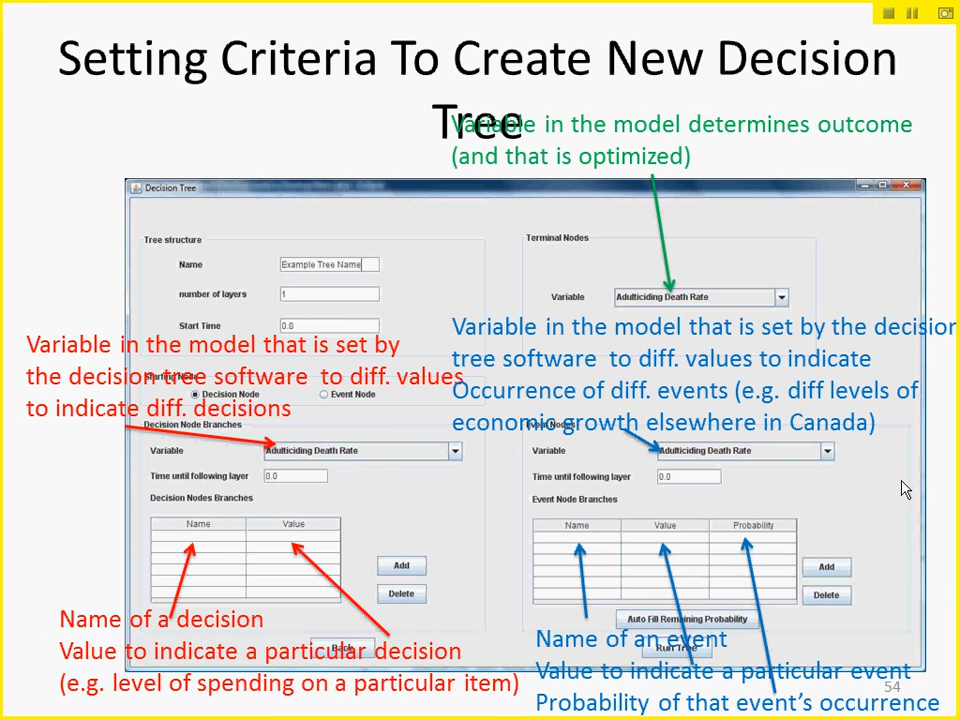 Setting Criteria To Create New Decision
Tree
Variable in the model determines outcome
(and that is optimized)
Decision Tree
Tree structure
Name
Example Tree Name
number of layers
1
Start Time
0.0
Terminal Nodes
Variable
Adulticiding Death Rate
Variable in the model that is set by
the decision tree software to diff. values
to indicate diff. decisions
Variable in the model that is set by the decision
tree software to diff. values to indicate
Occurrence of diff. events (e.g. diff levels of
economic growth elsewhere in Canada)
Starting Node
Decision Node
Event Node
Decision Node Branches
Variable
Adulticiding Death Rate
Time until following layer
0.0
Decision Nodes Branches
Name Value
Add
Delete
Event Nodes
Variable
Adulticiding Death Rate
Time until following layer
0.0
Event Node Branches
Name Value Probability
Add
Delete
Auto Fill Remaining Probability
Back
Run Tree
Name of a decision
Value to indicate a particular decision
(e.g. level of spending on a particular item)
Name of an event
Value to indicate a particular event
Probability of that event's occurrence
54